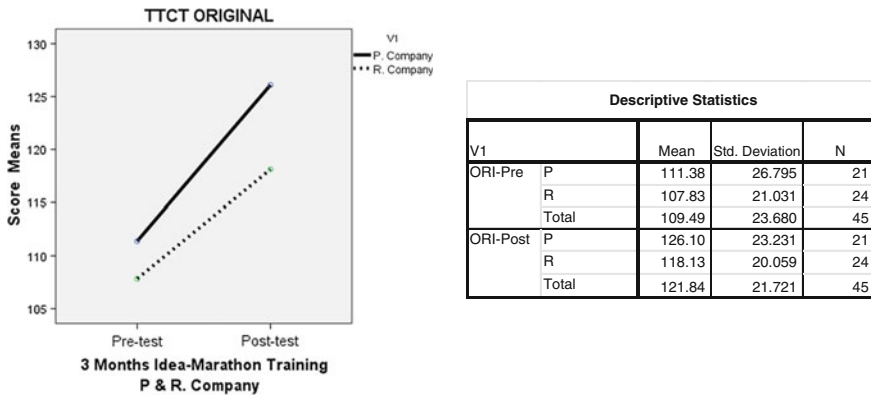 TTCT ORIGINAL
V1
P. Company
R. Company
130
125
120
115
110
105
Score Means
Pre-test Post-test
3 Months Idea-Marathon Training
P & R. Company
Descriptive Statistics
V1 Mean Std. Deviation N
ORI-Pre P 111.38 26.795 21
R 107.83 21.031 24
Total 109.49 23.680 45
ORI-Post P 126.10 23.231 21
R 118.13 20.059 24
Total 121.84 21.721 45